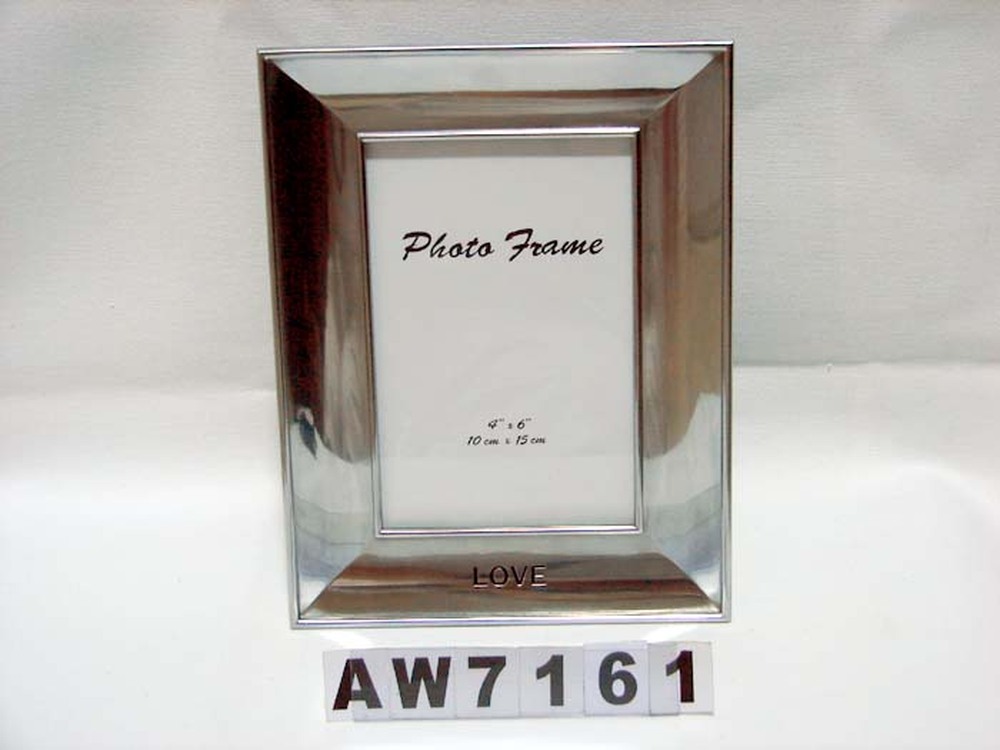 Photo Frame
4" x 6"
10 cm x 15 cm
LOVE
AW7161